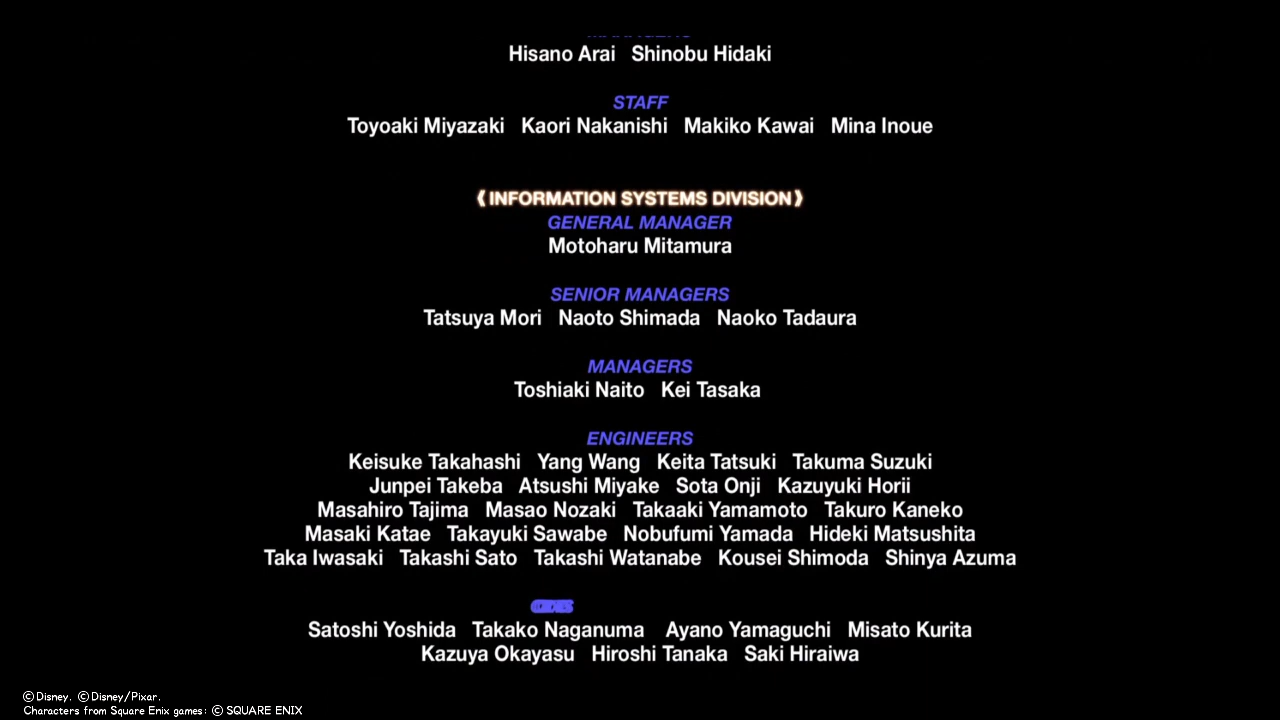 Hisano Arai Shinobu Hidaki
STAFF
Toyoaki Miyazaki Kaori Nakanishi Makiko Kawai Mina Inoue
《INFORMATION SYSTEMS DIVISION》
GENERAL MANAGER
Motoharu Mitamura
SENIOR MANAGERS
Tatsuya Mori Naoto Shimada Naoko Tadaura
MANAGERS
Toshiaki Naito Kei Tasaka
ENGINEERS
Keisuke Takahashi Yang Wang Keita Tatsuki Takuma Suzuki
Junpei Takeba Atsushi Miyake Sota Onji Kazuyuki Horii
Masahiro Tajima Masao Nozaki Takaaki Yamamoto Takuro Kaneko
Masaki Katae Takayuki Sawabe Nobufumi Yamada Hideki Matsushita
Taka Iwasaki Takashi Sato Takashi Watanabe Kousei Shimoda Shinya Azuma
Satoshi Yoshida Takako Naganuma Ayano Yamaguchi Misato Kurita
Kazuya Okayasu Hiroshi Tanaka Saki Hiraiwa
©Disney. ©Disney/Pixar.
Characters from Square Enix games: © SQUARE ENIX